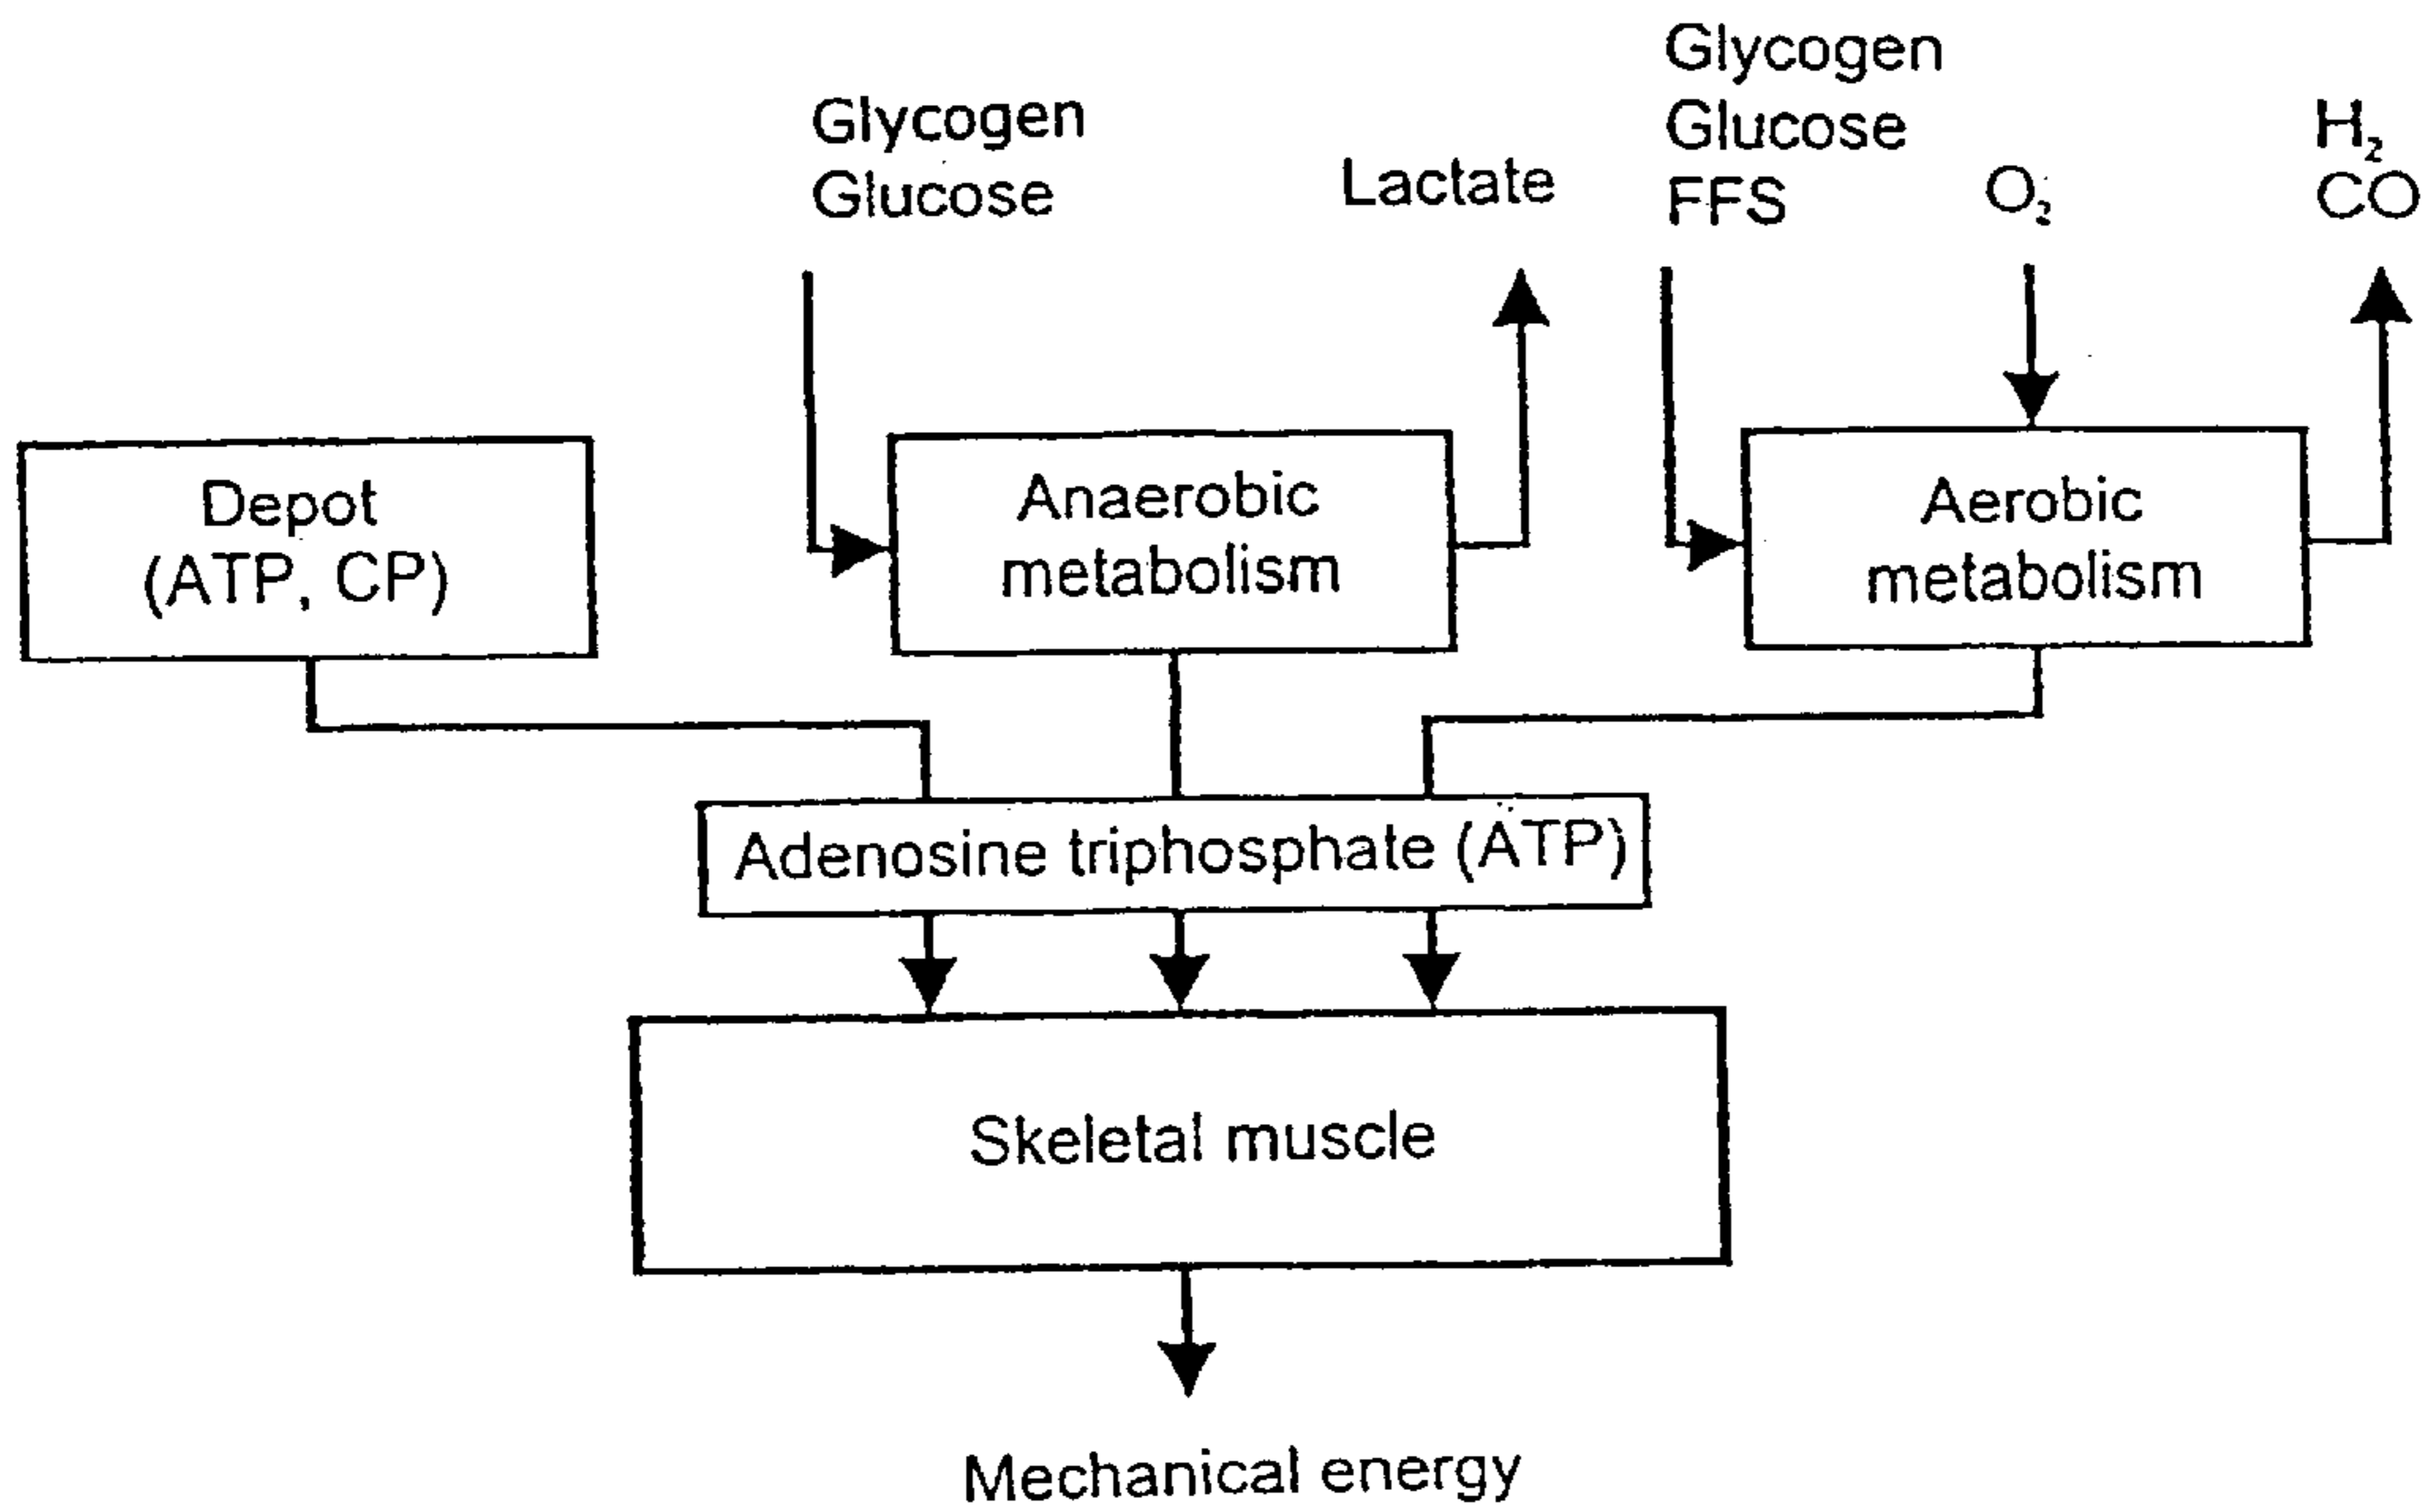 Glycogen
Glucose
Lactate
Glycogen
Glucose
FFS
O₂
H₂
CO
Depot
(ATP, CP)
Anaerobic
metabolism
Aerobic
metabolism
Adenosine triphosphate (ATP)
Skeletal muscle
Mechanical energy